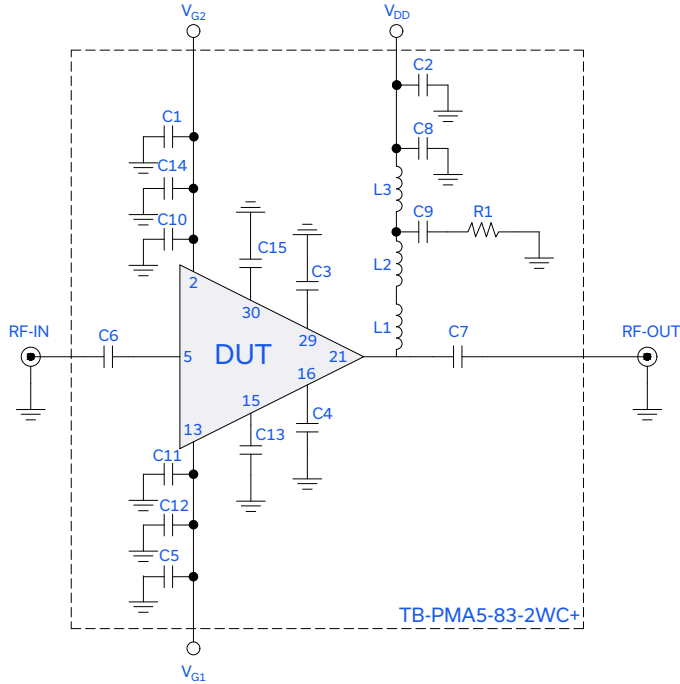 VG2
VDD
C2
C1
C8
C14
L3
C10
C9
R1
C15
C3
L2
2
30
RF-IN
C6
29
L1
C7
RF-OUT
5
DUT
21
16
15
C4
13
C13
C11
C12
C5
TB-PMA5-83-2WC+
VG1